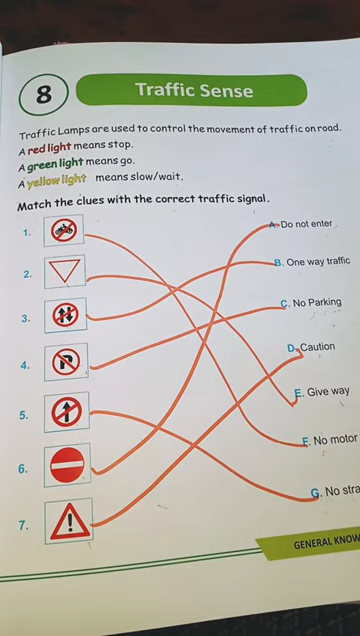 8
Traffic Sense
Traffic Lamps are used to control the movement of traffic on road.
A red light means stop.
A green light means go.
A yellow light means slow/wait.
Match the clues with the correct traffic signal.
1.
A. Do not enter
2.
B. One way traffic
3.
C. No Parking
4.
P
D. Caution
5.
E. Give way
6.
F. No motor
7.
G. No stra
GENERAL KNOW